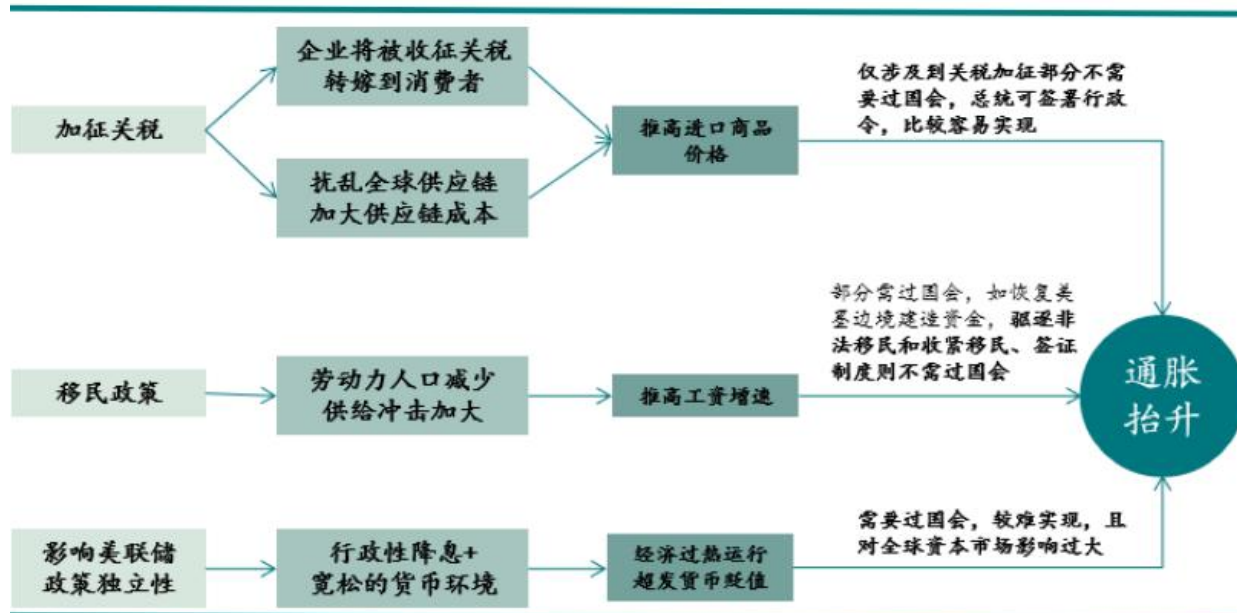 企业将被收征关税
转嫁到消费者
加征关税
扰乱全球供应链
加大供应链成本
推高进口商品
价格
仅涉及到关税加征部分不需
要过国会，总统可签署行政
令，比较容易实现
移民政策
劳动力人口减少
供给冲击加大
推高工资增速
部分需过国会，如恢复美
墨边境建造资金，驱逐非
法移民和收紧移民、签证
制度则不需过国会
影响美联储
政策独立性
行政性降息+
宽松的货币环境
经济过热运行
超发货币贬值
需要过国会，较难实现，且
对全球资本市场影响过大
通胀
抬升